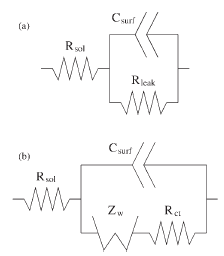 (a)
C_surf
R_sol
R_leak
(b)
C_surf
R_sol
Z_w
R_ct